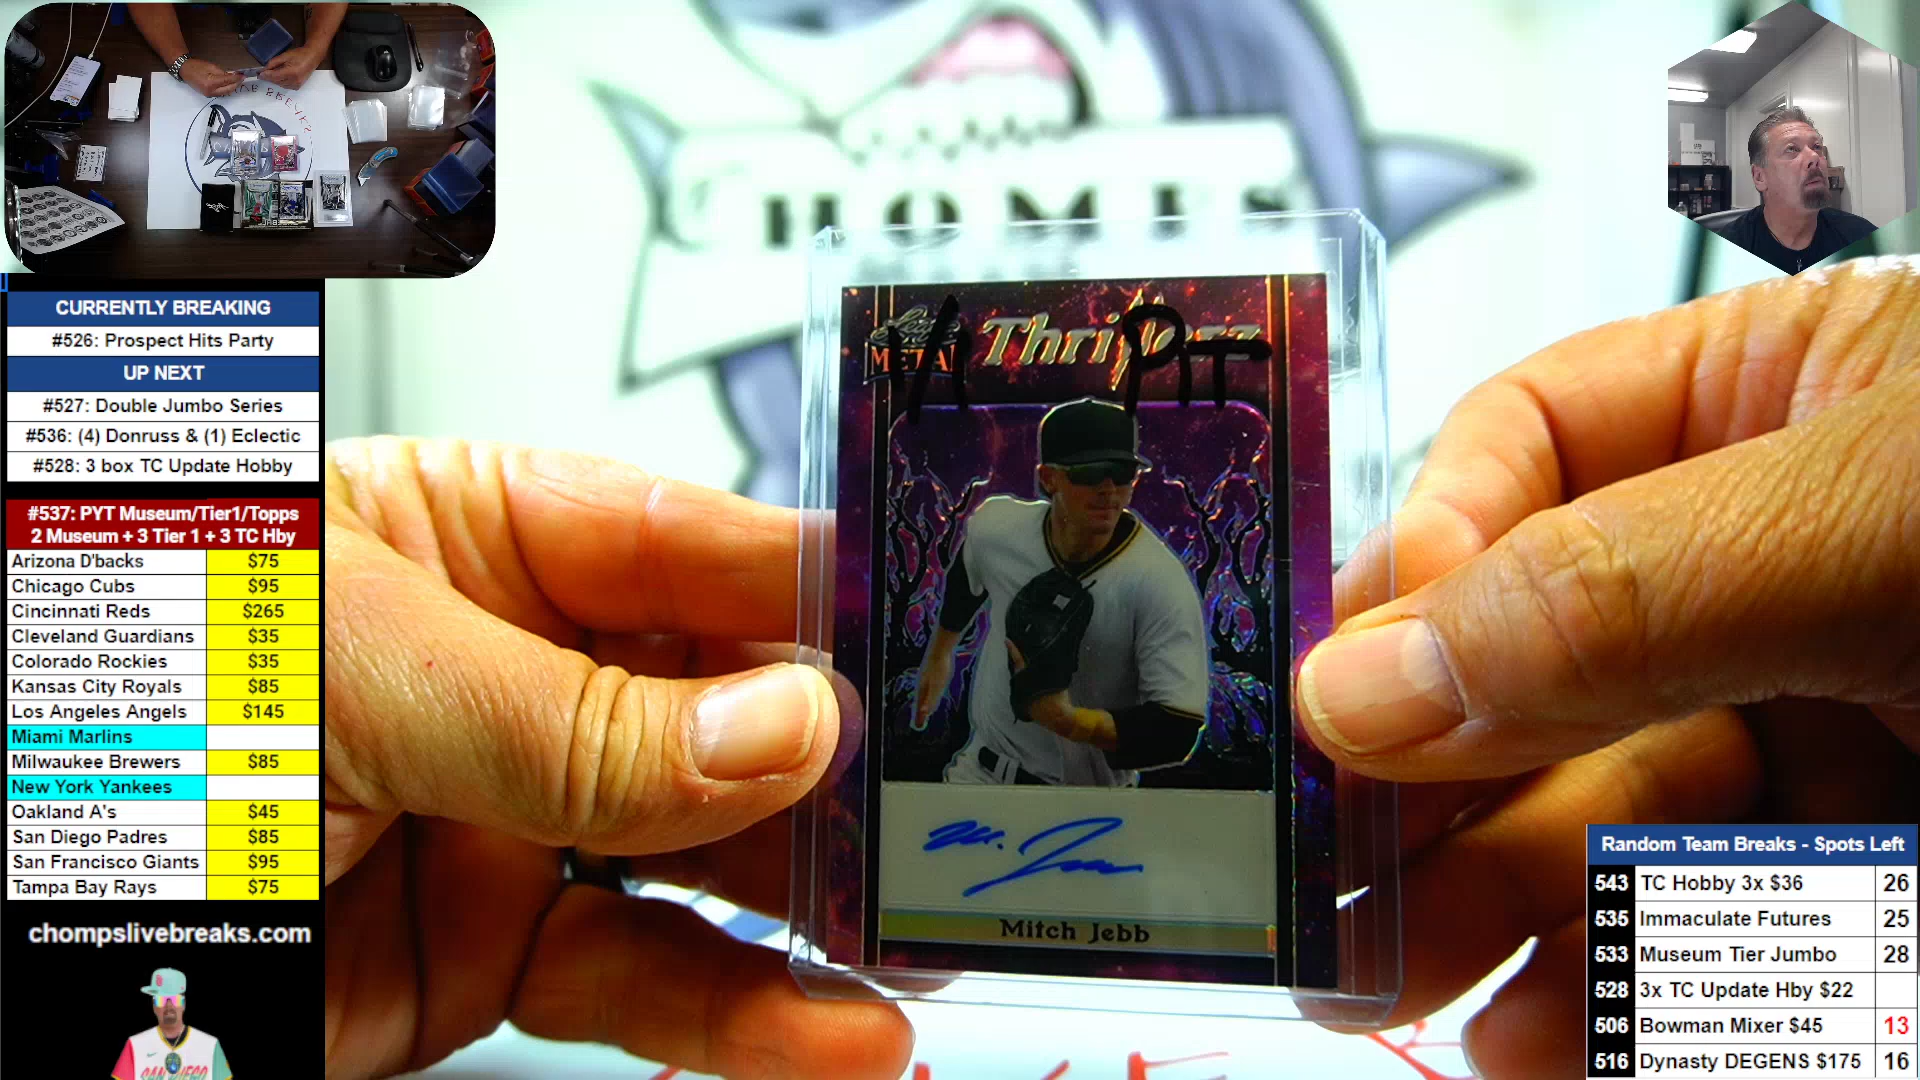 CURRENTLY BREAKING
#526: Prospect Hits Party
UP NEXT
#527: Double Jumbo Series
#536: (4) Donruss & (1) Eclectic
#528: 3 box TC Update Hobby
#537: PYT Museum/Tier1/Topps
2 Museum + 3 Tier 1 + 3 TC Hby
Arizona D'backs $75
Chicago Cubs $95
Cincinnati Reds $265
Cleveland Guardians $35
Colorado Rockies $35
Kansas City Royals $85
Los Angeles Angels $145
Miami Marlins
Milwaukee Brewers $85
New York Yankees
Oakland A's $45
San Diego Padres $85
San Francisco Giants $95
Tampa Bay Rays $75
chompslivebreaks.com
SAN DIEGO
CHOMPS
Leaf
METAL
Thrillerz
1/1 PIT
M. Jebb
Mitch Jebb
Random Team Breaks - Spots Left
543 TC Hobby 3x $36 26
535 Immaculate Futures 25
533 Museum Tier Jumbo 28
528 3x TC Update Hby $22
506 Bowman Mixer $45 13
516 Dynasty DEGENS $175 16